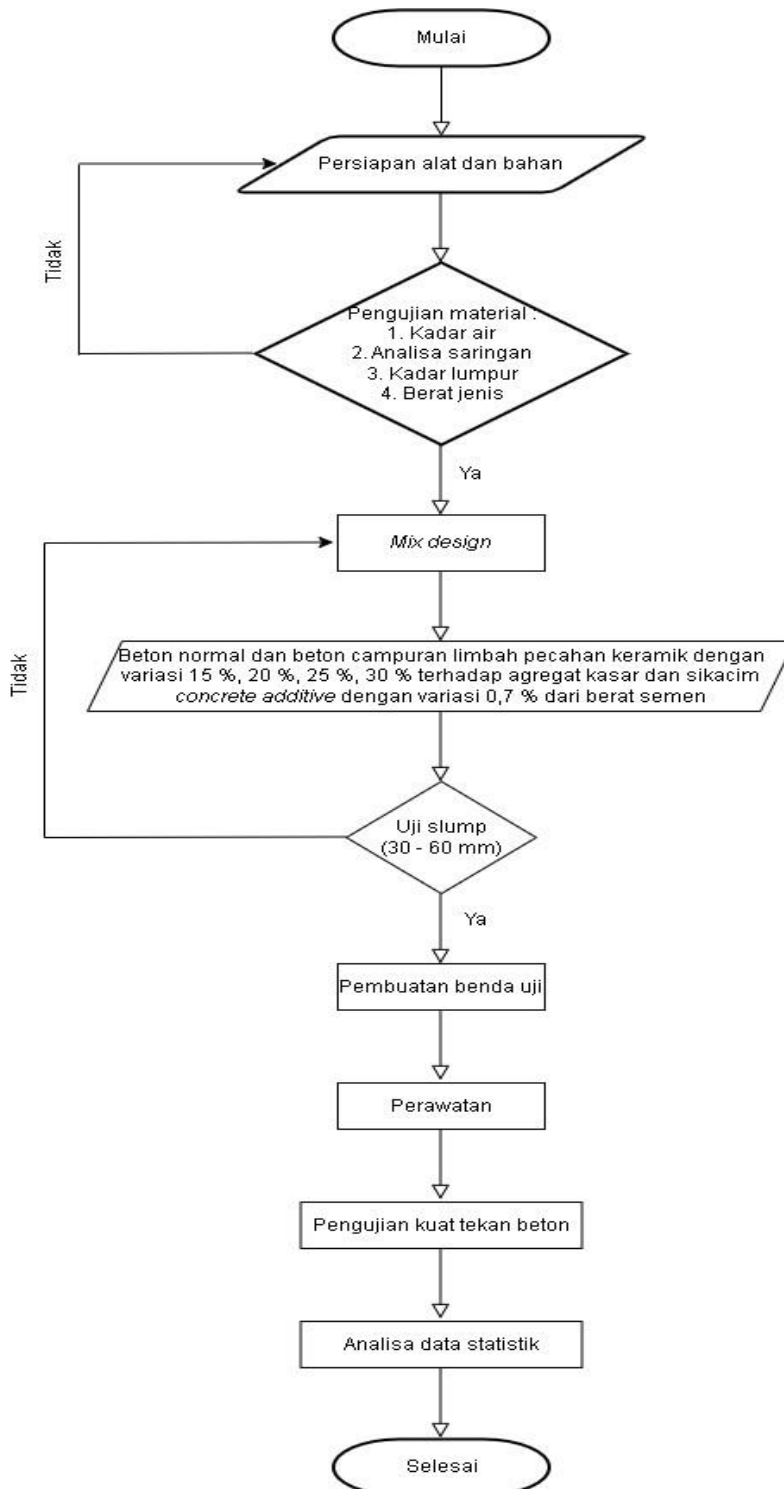 Mulai
Persiapan alat dan bahan
Tidak
Pengujian material :
1. Kadar air
2. Analisa saringan
3. Kadar lumpur
4. Berat jenis
Ya
Mix design
Tidak
Beton normal dan beton campuran limbah pecahan keramik dengan
variasi 15 %, 20 %, 25 %, 30 % terhadap agregat kasar dan sikacim
concrete additive dengan variasi 0,7 % dari berat semen
Uji slump
(30 - 60 mm)
Ya
Pembuatan benda uji
Perawatan
Pengujian kuat tekan beton
Analisa data statistik
Selesai